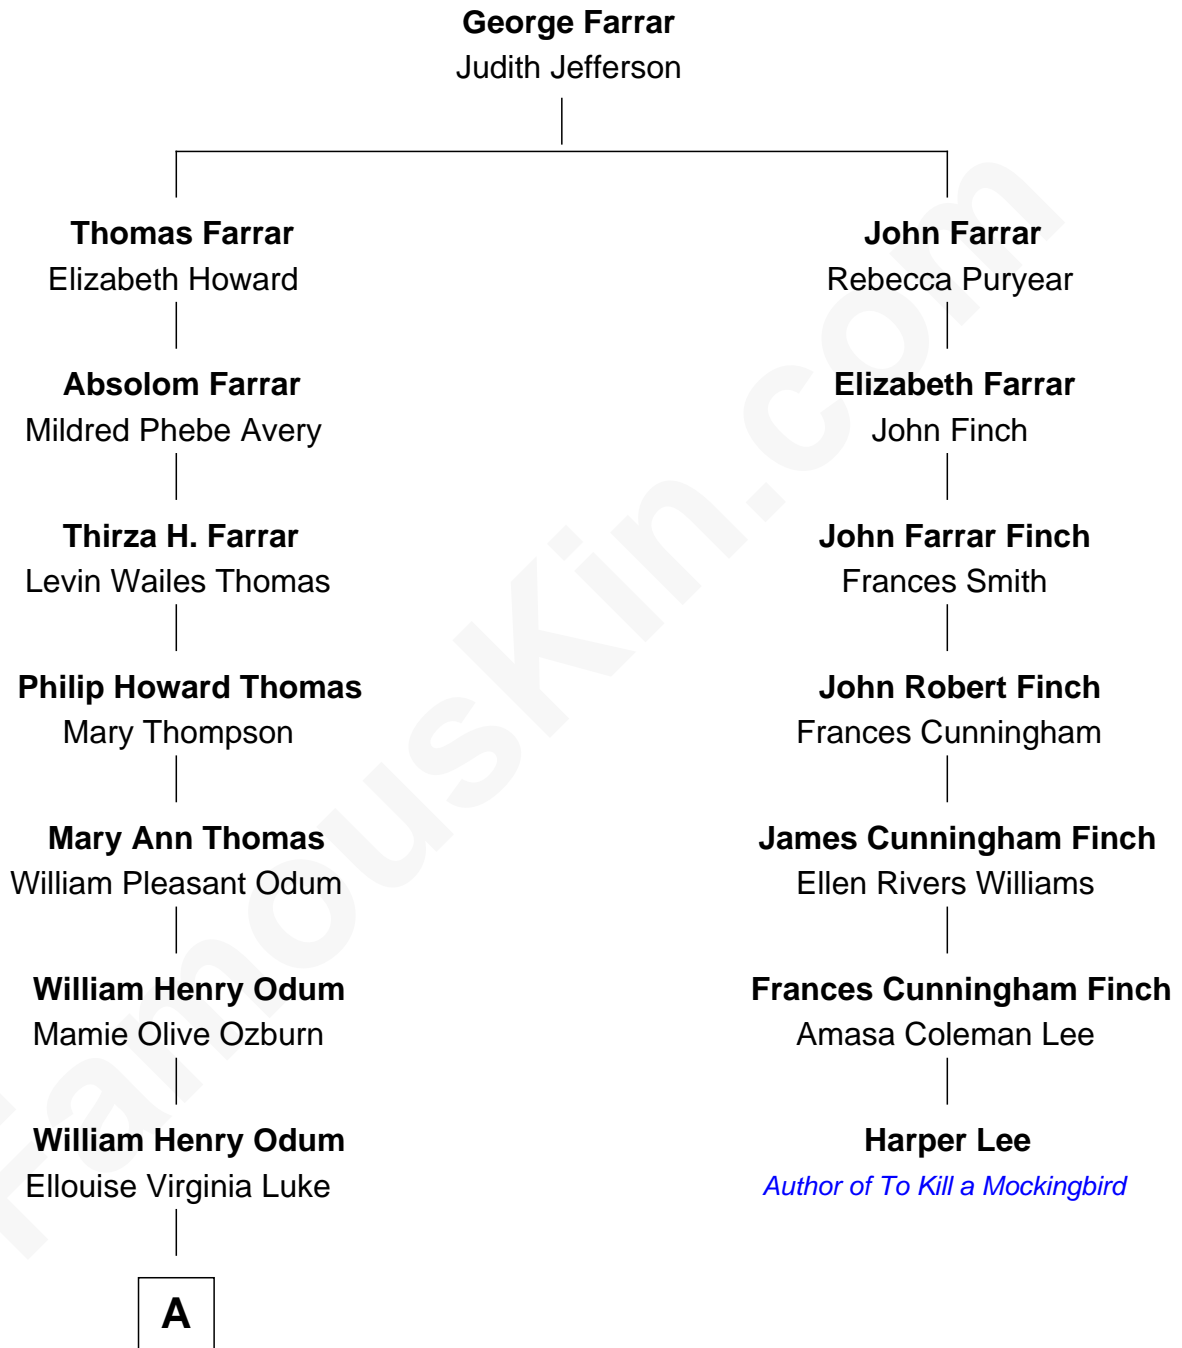 George Farrar
Judith Jefferson
Thomas Farrar
Elizabeth Howard
John Farrar
Rebecca Puryear
Absolom Farrar
Mildred Phebe Avery
Elizabeth Farrar
John Finch
Thirza H. Farrar
Levin Wailes Thomas
John Farrar Finch
Frances Smith
Philip Howard Thomas
Mary Thompson
John Robert Finch
Frances Cunningham
Mary Ann Thomas
William Pleasant Odum
James Cunningham Finch
Ellen Rivers Williams
William Henry Odum
Mamie Olive Ozburn
Frances Cunningham Finch
Amasa Coleman Lee
William Henry Odum
Ellouise Virginia Luke
Harper Lee
Author of To Kill a Mockingbird
A
FamousKin.com